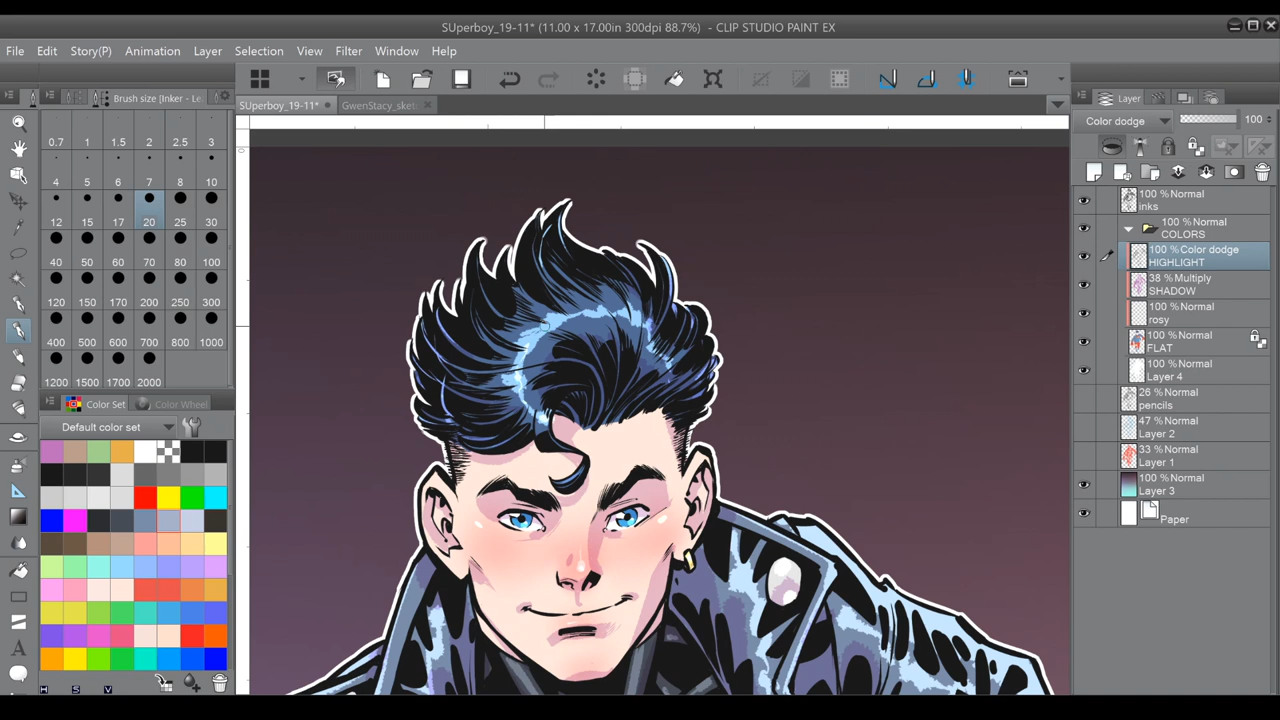 SUperboy_19-11* (11.00 x 17.00in 300dpi 88.7%) - CLIP STUDIO PAINT EX
File Edit Story(P) Animation Layer Selection View Filter Window Help
Brush size [Inker - Le
SUperboy_19-11*
GwenStacy_sketc
Layer
0.7 1 1.5 2 2.5 3
4 5 6 7 8 10
12 15 17 20 25 30
40 50 60 70 80 100
120 150 170 200 250 300
400 500 600 700 800 1000
1200 1500 1700 2000
Color Set
Color Wheel
Default color set
H S V
0
Color dodge
100
100 %Normal
inks
100 %Normal
COLORS
100 %Color dodge
HIGHLIGHT
38 %Multiply
SHADOW
100 %Normal
rosy
100 %Normal
FLAT
100 %Normal
Layer 4
26 %Normal
pencils
47 %Normal
Layer 2
33 %Normal
Layer 1
100 %Normal
Layer 3
Paper